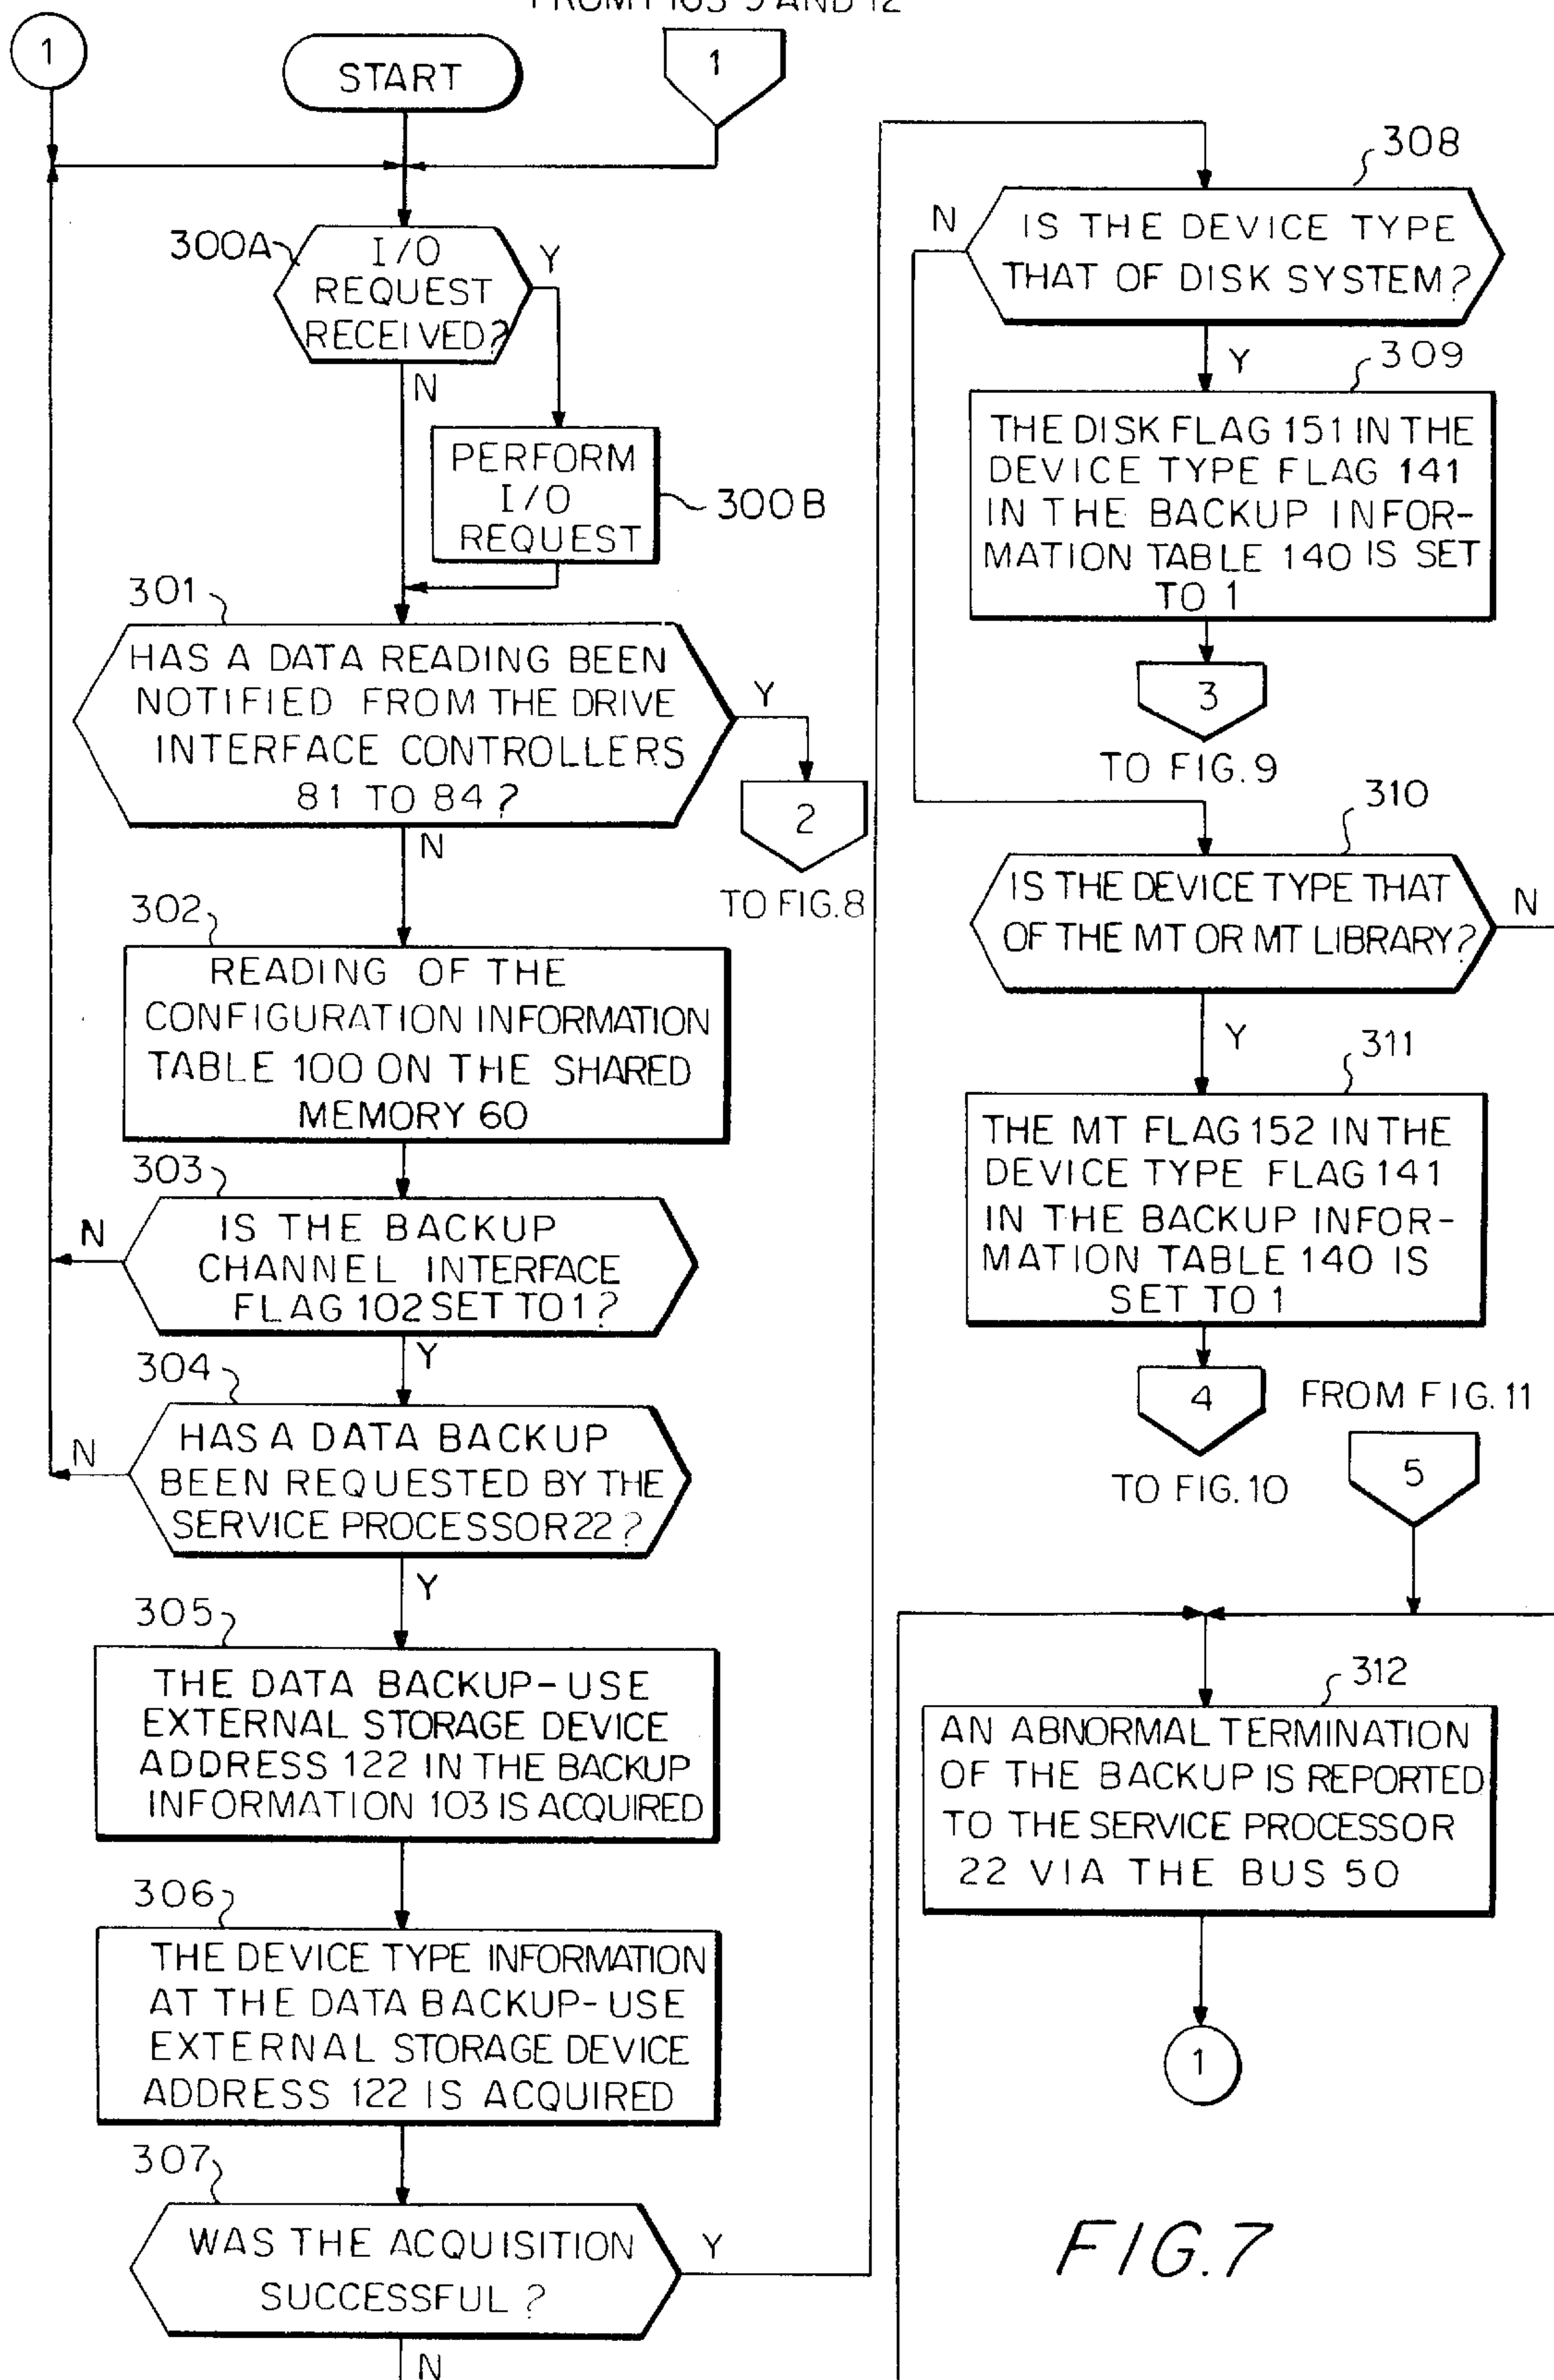 FROM FIGS 9 AND 12
1
START
1
300A
I/O
REQUEST
RECEIVED?
Y
N
PERFORM
I/O
REQUEST
300B
301
HAS A DATA READING BEEN
NOTIFIED FROM THE DRIVE
INTERFACE CONTROLLERS
81 TO 84?
Y
N
2
TO FIG.8
302
READING OF THE
CONFIGURATION INFORMATION
TABLE 100 ON THE SHARED
MEMORY 60
303
IS THE BACKUP
CHANNEL INTERFACE
FLAG 102 SET TO 1?
N
Y
304
HAS A DATA BACKUP
BEEN REQUESTED BY THE
SERVICE PROCESSOR 22?
N
Y
305
THE DATA BACKUP-USE
EXTERNAL STORAGE DEVICE
ADDRESS 122 IN THE BACKUP
INFORMATION 103 IS ACQUIRED
306
THE DEVICE TYPE INFORMATION
AT THE DATA BACKUP-USE
EXTERNAL STORAGE DEVICE
ADDRESS 122 IS ACQUIRED
307
WAS THE ACQUISITION
SUCCESSFUL?
Y
N
308
IS THE DEVICE TYPE
THAT OF DISK SYSTEM?
N
Y
309
THE DISK FLAG 151 IN THE
DEVICE TYPE FLAG 141
IN THE BACKUP INFOR-
MATION TABLE 140 IS SET
TO 1
3
TO FIG.9
310
IS THE DEVICE TYPE THAT
OF THE MT OR MT LIBRARY?
N
Y
311
THE MT FLAG 152 IN THE
DEVICE TYPE FLAG 141
IN THE BACKUP INFOR-
MATION TABLE 140 IS
SET TO 1
4
TO FIG.10
FROM FIG.11
5
312
AN ABNORMAL TERMINATION
OF THE BACKUP IS REPORTED
TO THE SERVICE PROCESSOR
22 VIA THE BUS 50
1
FIG.7